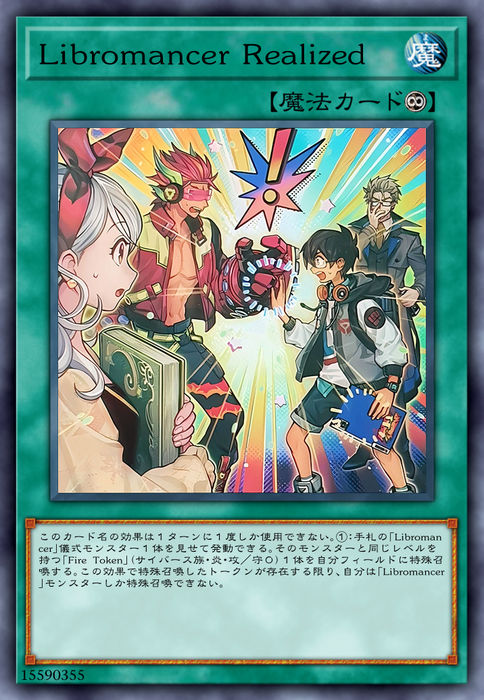 Libromancer Realized
魔
【魔法カード】
このカード名の効果は1ターンに1度しか使用できない。①:手札の「Libroman
cer」儀式モンスター1体を見せて発動できる。そのモンスターと同じレベルを
持つ「Fire Token」(サイバース族・炎・攻／守0)1体を自分フィールドに特殊召
喚する。この効果で特殊召喚したトークンが存在する限り、自分は「Libromancer」
モンスターしか特殊召喚できない。
15590355